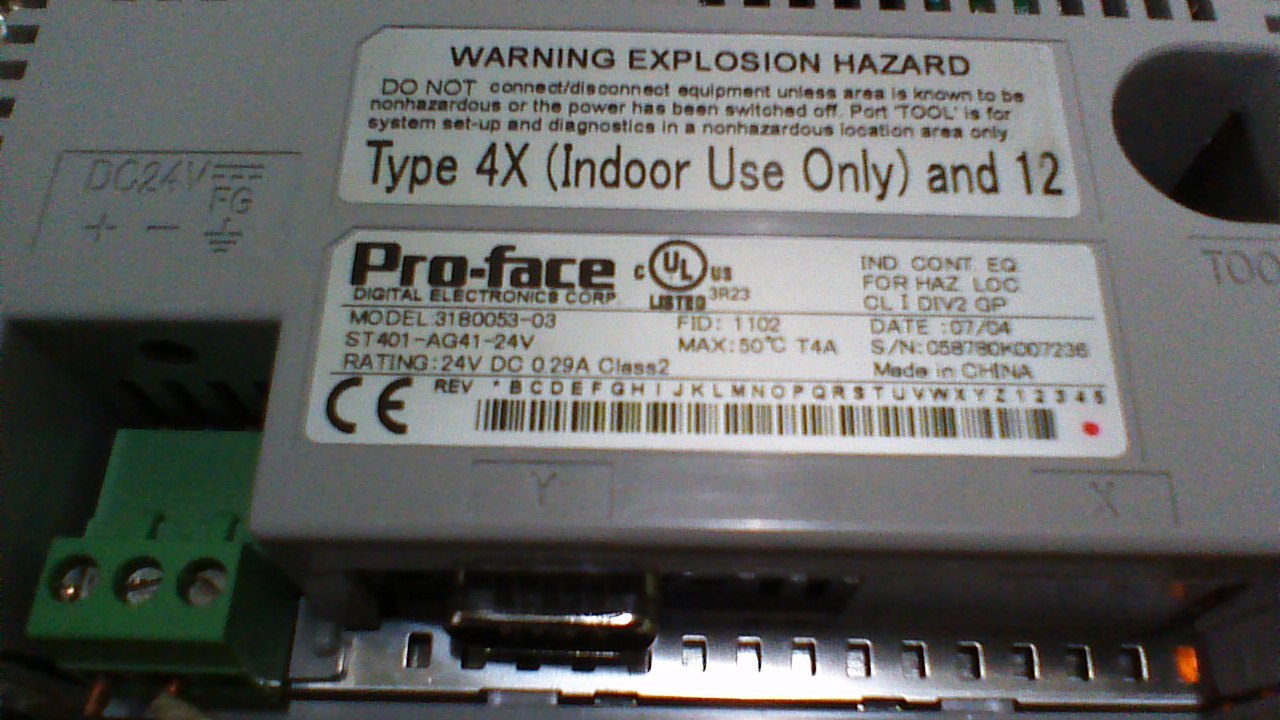 WARNING EXPLOSION HAZARD
DO NOT connect/disconnect equipment unless area is known to be
nonhazardous or the power has been switched off. Port 'TOOL' is for
system set-up and diagnostics in a nonhazardous location area only
Type 4X (Indoor Use Only) and 12
DC24V
FG
+ −
TOO
Pro-face
DIGITAL ELECTRONICS CORP.
C UL US
LISTED 3R23
IND. CONT. EQ
FOR HAZ. LOC
CL I DIV2 GP
MODEL:3180053-03
FID: 1102
DATE :07/04
ST401-AG41-24V
MAX:50°C T4A
S/N:058780K007236
RATING:24V DC 0.29A Class2
Made in CHINA
CE
REV * B C D E F G H I J K L M N O P Q R S T U V W X Y Z 1 2 3 4 5
Y
X